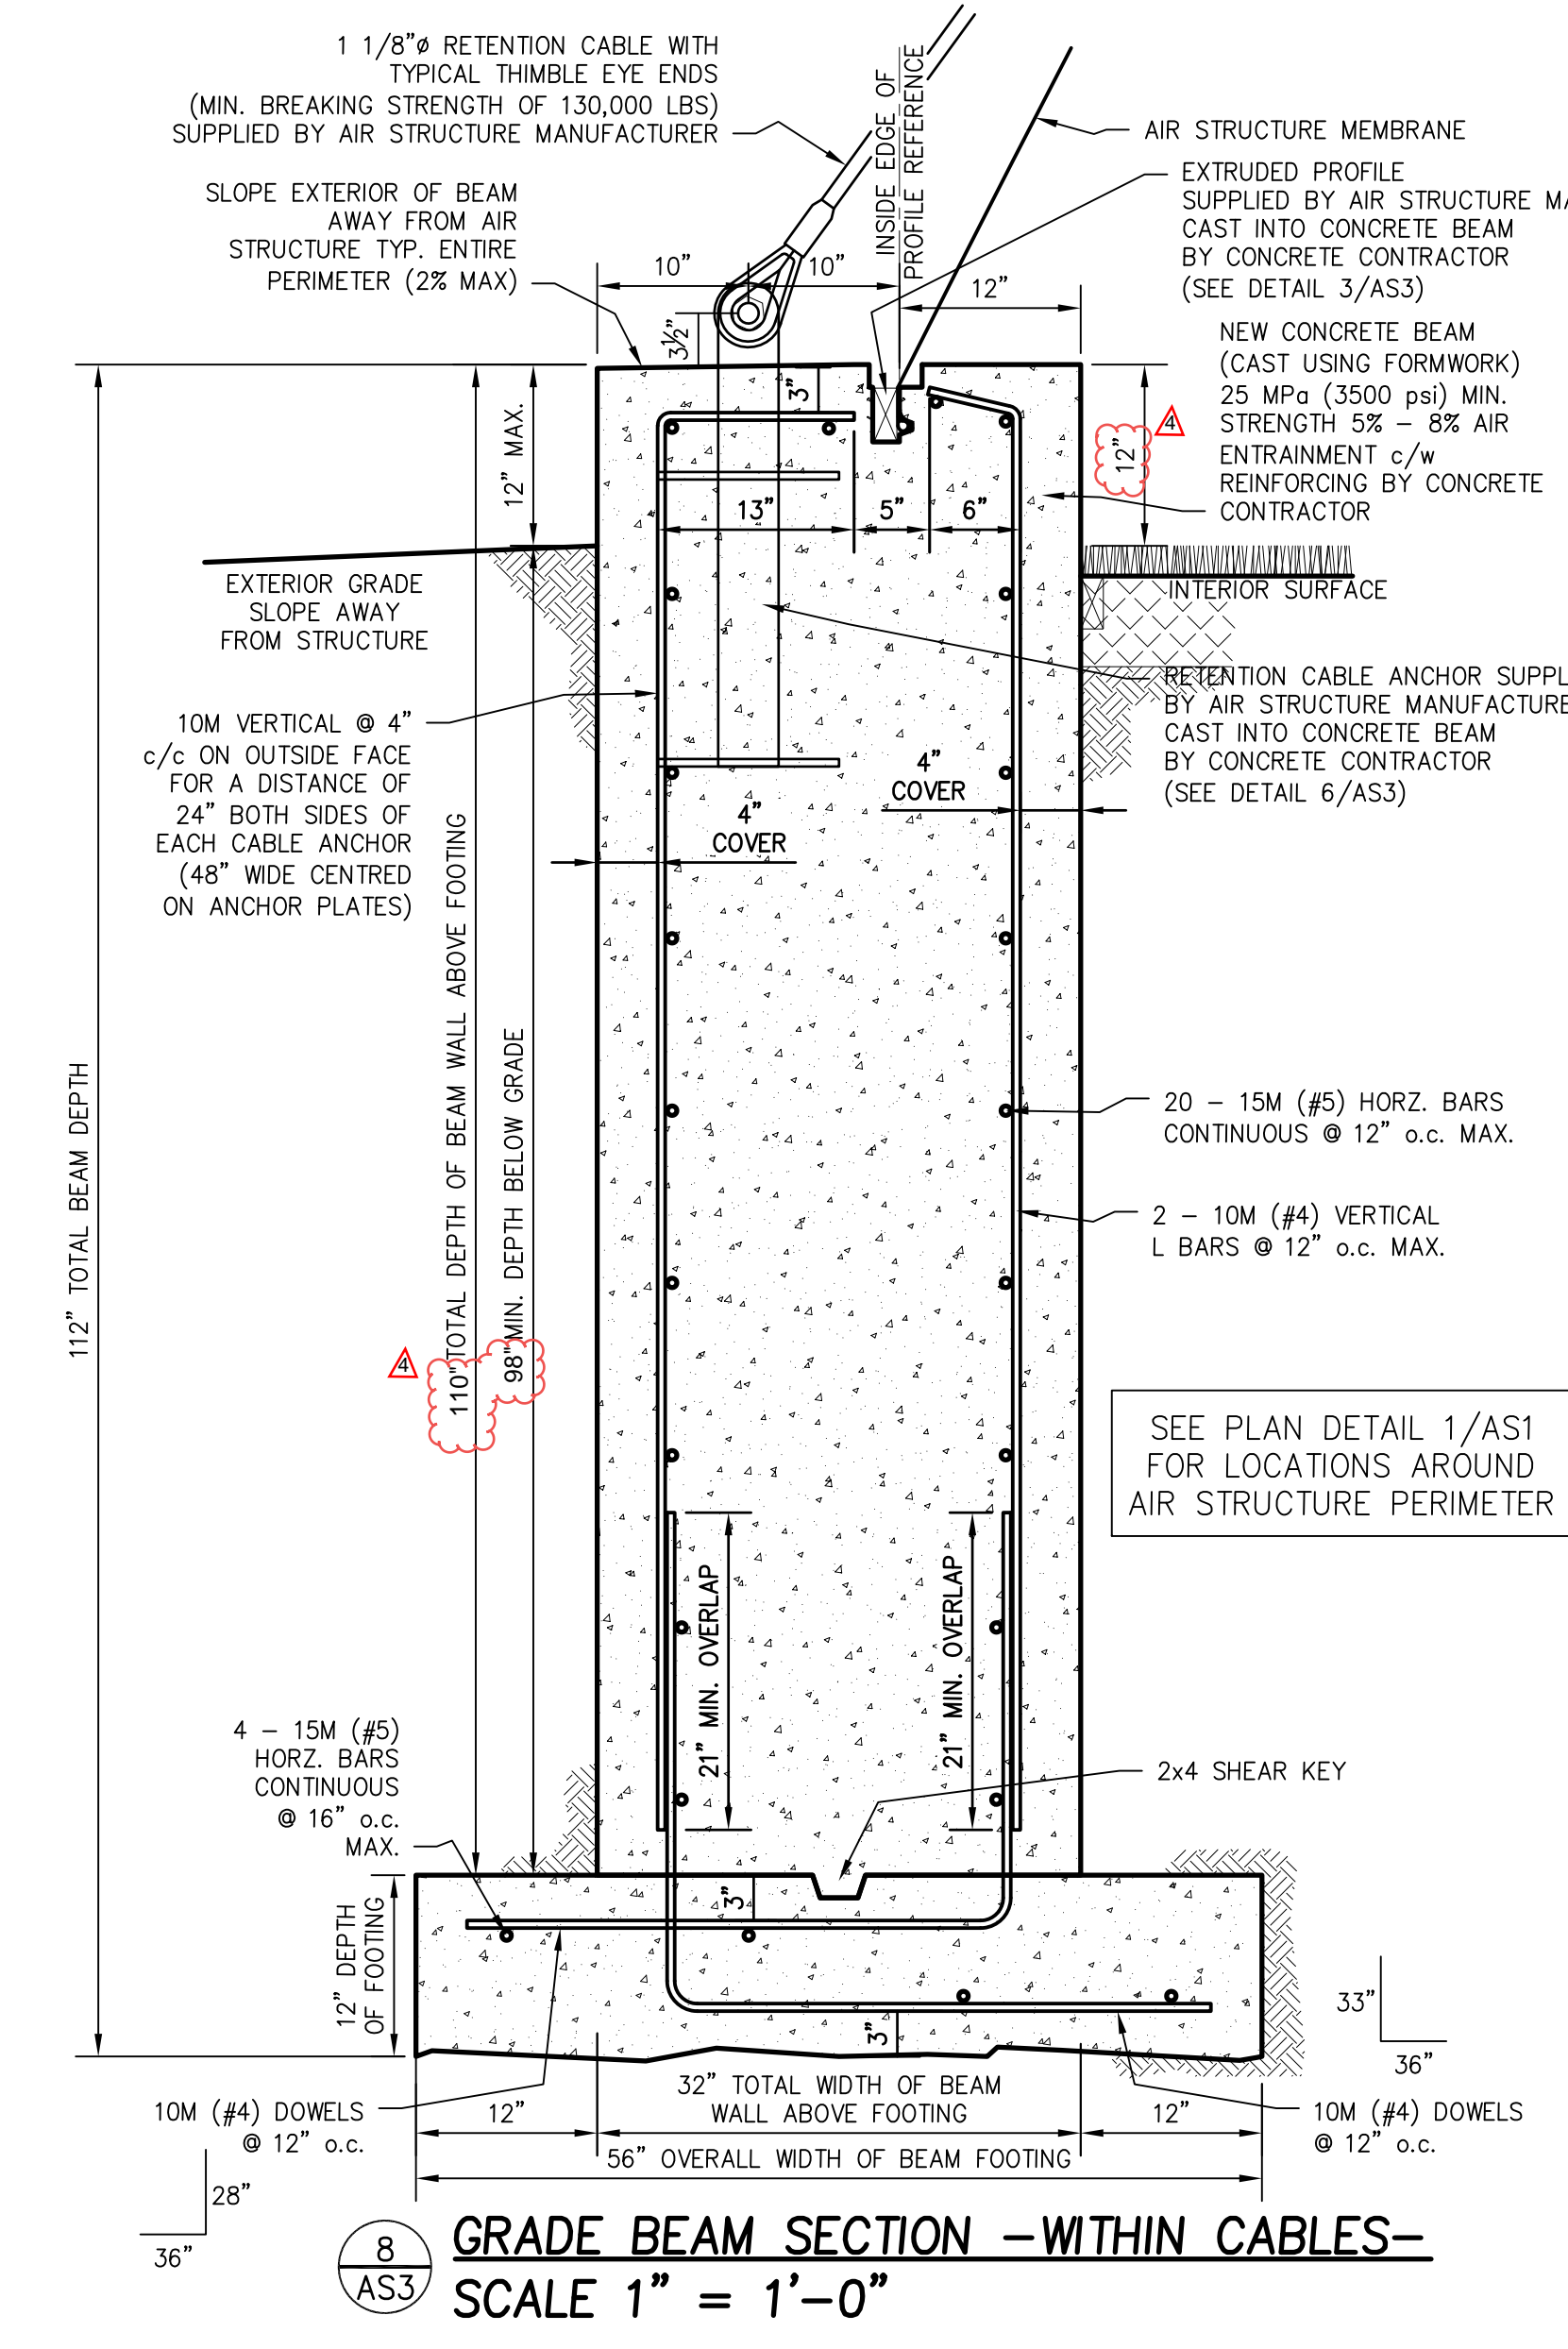 1 1/8"ø RETENTION CABLE WITH
TYPICAL THIMBLE EYE ENDS
(MIN. BREAKING STRENGTH OF 130,000 LBS)
SUPPLIED BY AIR STRUCTURE MANUFACTURER
SLOPE EXTERIOR OF BEAM
AWAY FROM AIR
STRUCTURE TYP. ENTIRE
PERIMETER (2% MAX)
INSIDE EDGE OF
PROFILE REFERENCE
AIR STRUCTURE MEMBRANE
EXTRUDED PROFILE
SUPPLIED BY AIR STRUCTURE
CAST INTO CONCRETE BEAM
BY CONCRETE CONTRACTOR
(SEE DETAIL 3/AS3)
10"
10"
12"
3½"
3"
NEW CONCRETE BEAM
(CAST USING FORMWORK)
25 MPa (3500 psi) MIN.
STRENGTH 5% – 8% AIR
ENTRAINMENT c/w
REINFORCING BY CONCRETE
CONTRACTOR
12" MAX.
12"
4
13"
5"
6"
EXTERIOR GRADE
SLOPE AWAY
FROM STRUCTURE
INTERIOR SURFACE
RETENTION CABLE ANCHOR
BY AIR STRUCTURE
CAST INTO CONCRETE BEAM
BY CONCRETE CONTRACTOR
(SEE DETAIL 6/AS3)
10M VERTICAL @ 4"
c/c ON OUTSIDE FACE
FOR A DISTANCE OF
24" BOTH SIDES OF
EACH CABLE ANCHOR
(48" WIDE CENTRED
ON ANCHOR PLATES)
4"
COVER
4"
COVER
112" TOTAL BEAM DEPTH
110" TOTAL DEPTH OF BEAM WALL ABOVE FOOTING
98" MIN. DEPTH BELOW GRADE
4
20 – 15M (#5) HORZ. BARS
CONTINUOUS @ 12" o.c. MAX.
2 – 10M (#4) VERTICAL
L BARS @ 12" o.c. MAX.
SEE PLAN DETAIL 1/AS1
FOR LOCATIONS AROUND
AIR STRUCTURE PERIMETER
21" MIN. OVERLAP
21" MIN. OVERLAP
4 – 15M (#5)
HORZ. BARS
CONTINUOUS
@ 16" o.c.
MAX.
2x4 SHEAR KEY
12" DEPTH
OF FOOTING
3"
3"
33"
36"
10M (#4) DOWELS
@ 12" o.c.
12"
32" TOTAL WIDTH OF BEAM
WALL ABOVE FOOTING
12"
10M (#4) DOWELS
@ 12" o.c.
56" OVERALL WIDTH OF BEAM FOOTING
28"
36"
8
AS3
GRADE BEAM SECTION –WITHIN CABLES–
SCALE 1" = 1'–0"